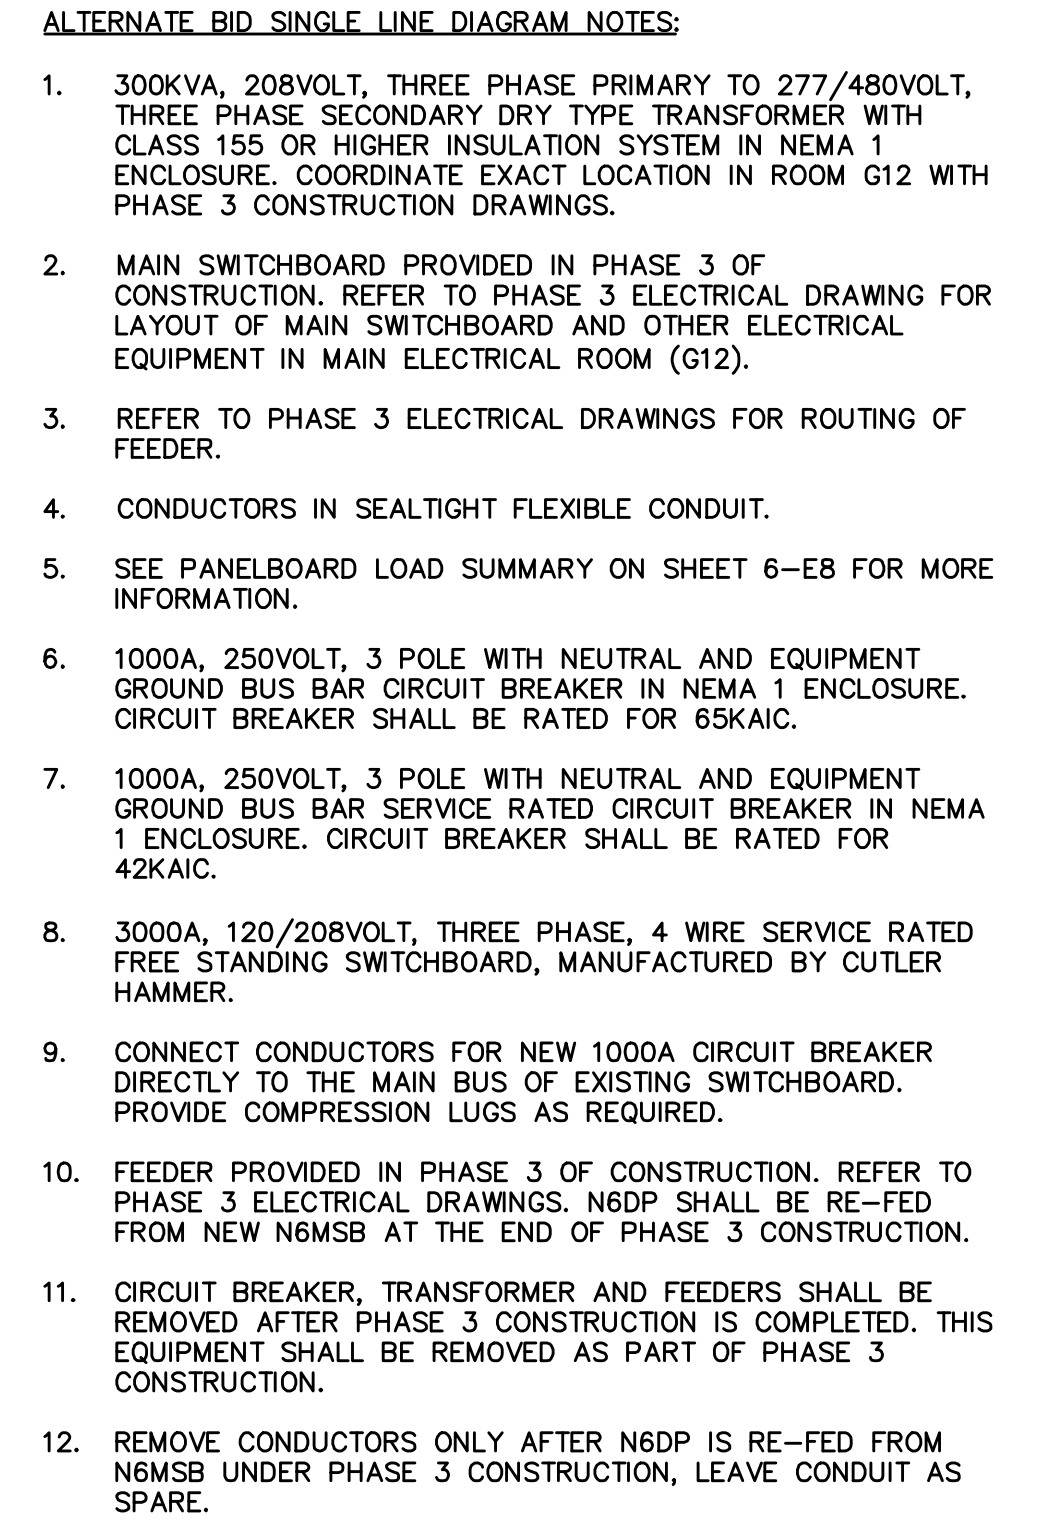 ALTERNATE BID SINGLE LINE DIAGRAM NOTES:
1. 300KVA, 208VOLT, THREE PHASE PRIMARY TO 277/480VOLT,
THREE PHASE SECONDARY DRY TYPE TRANSFORMER WITH
CLASS 155 OR HIGHER INSULATION SYSTEM IN NEMA 1
ENCLOSURE. COORDINATE EXACT LOCATION IN ROOM G12 WITH
PHASE 3 CONSTRUCTION DRAWINGS.
2. MAIN SWITCHBOARD PROVIDED IN PHASE 3 OF
CONSTRUCTION. REFER TO PHASE 3 ELECTRICAL DRAWING FOR
LAYOUT OF MAIN SWITCHBOARD AND OTHER ELECTRICAL
EQUIPMENT IN MAIN ELECTRICAL ROOM (G12).
3. REFER TO PHASE 3 ELECTRICAL DRAWINGS FOR ROUTING OF
FEEDER.
4. CONDUCTORS IN SEALTIGHT FLEXIBLE CONDUIT.
5. SEE PANELBOARD LOAD SUMMARY ON SHEET 6-E8 FOR MORE
INFORMATION.
6. 1000A, 250VOLT, 3 POLE WITH NEUTRAL AND EQUIPMENT
GROUND BUS BAR CIRCUIT BREAKER IN NEMA 1 ENCLOSURE.
CIRCUIT BREAKER SHALL BE RATED FOR 65KAIC.
7. 1000A, 250VOLT, 3 POLE WITH NEUTRAL AND EQUIPMENT
GROUND BUS BAR SERVICE RATED CIRCUIT BREAKER IN NEMA
1 ENCLOSURE. CIRCUIT BREAKER SHALL BE RATED FOR
42KAIC.
8. 3000A, 120/208VOLT, THREE PHASE, 4 WIRE SERVICE RATED
FREE STANDING SWITCHBOARD, MANUFACTURED BY CUTLER
HAMMER.
9. CONNECT CONDUCTORS FOR NEW 1000A CIRCUIT BREAKER
DIRECTLY TO THE MAIN BUS OF EXISTING SWITCHBOARD.
PROVIDE COMPRESSION LUGS AS REQUIRED.
10. FEEDER PROVIDED IN PHASE 3 OF CONSTRUCTION. REFER TO
PHASE 3 ELECTRICAL DRAWINGS. N6DP SHALL BE RE-FED
FROM NEW N6MSB AT THE END OF PHASE 3 CONSTRUCTION.
11. CIRCUIT BREAKER, TRANSFORMER AND FEEDERS SHALL BE
REMOVED AFTER PHASE 3 CONSTRUCTION IS COMPLETED. THIS
EQUIPMENT SHALL BE REMOVED AS PART OF PHASE 3
CONSTRUCTION.
12. REMOVE CONDUCTORS ONLY AFTER N6DP IS RE-FED FROM
N6MSB UNDER PHASE 3 CONSTRUCTION, LEAVE CONDUIT AS
SPARE.